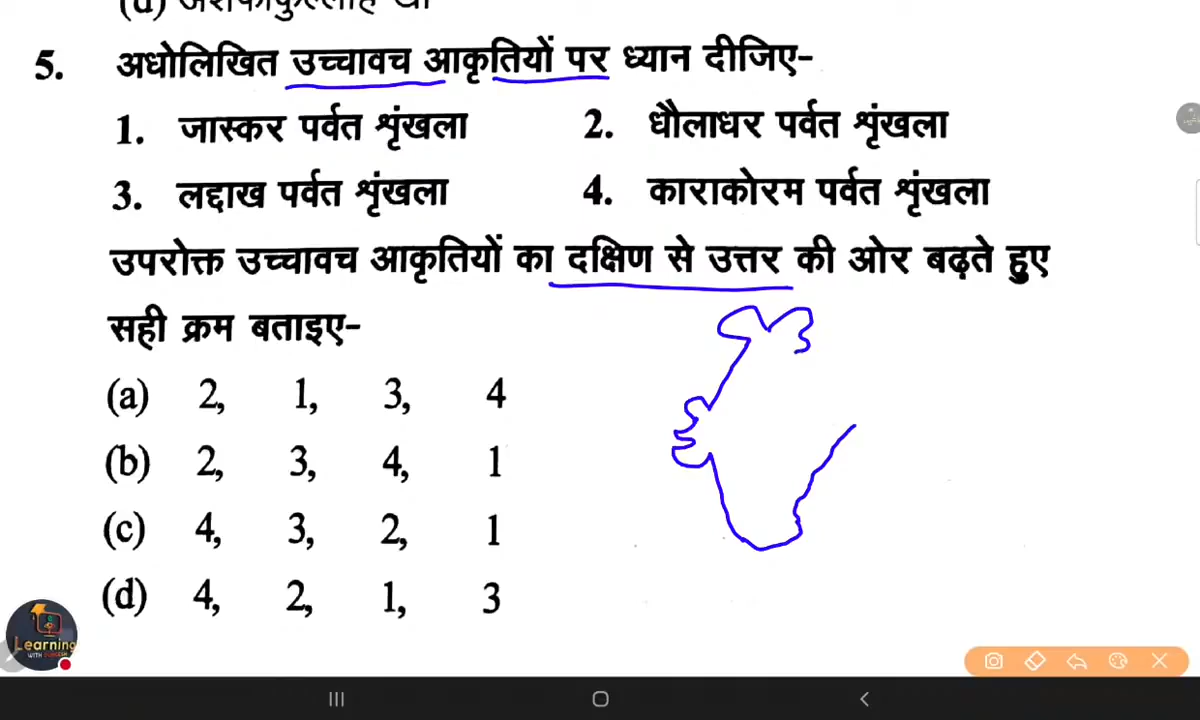 (d) अशफाकुल्लाह खाँ
5. अधोलिखित उच्चावच आकृतियों पर ध्यान दीजिए-
1. जास्कर पर्वत श्रृंखला 2. धौलाधर पर्वत श्रृंखला
3. लद्दाख पर्वत श्रृंखला 4. काराकोरम पर्वत श्रृंखला
उपरोक्त उच्चावच आकृतियों का दक्षिण से उत्तर की ओर बढ़ते हुए
सही क्रम बताइए-
(a) 2, 1, 3, 4
(b) 2, 3, 4, 1
(c) 4, 3, 2, 1
(d) 4, 2, 1, 3
Learning